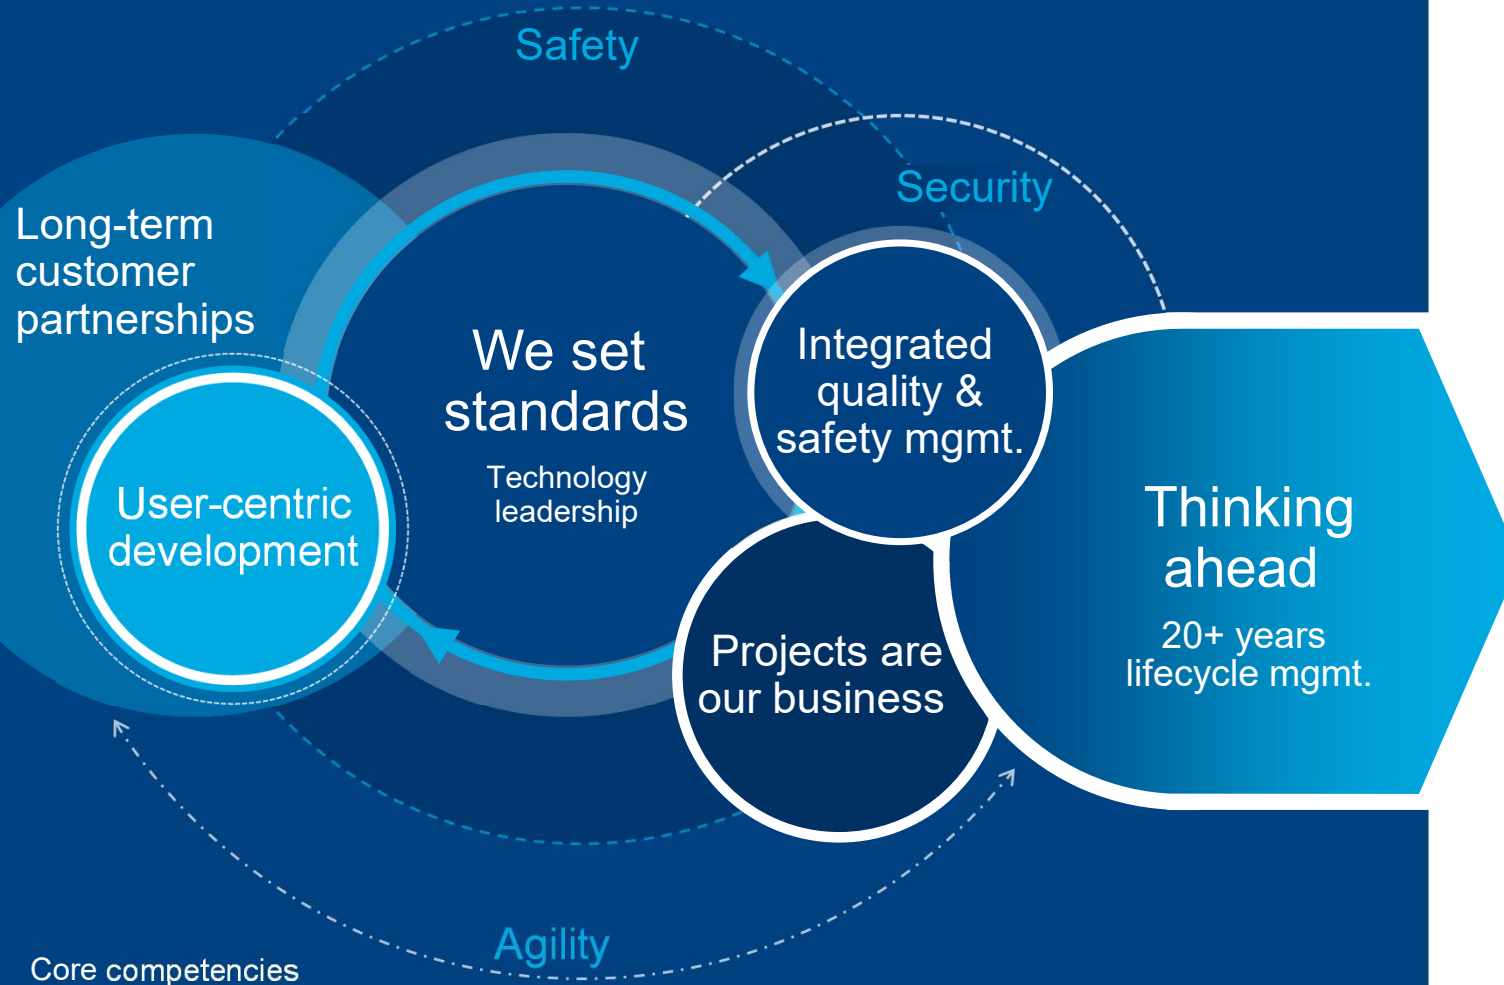 Safety
Security
Long-term
customer
partnerships
We set
standards
Technology
leadership
Integrated
quality &
safety mgmt.
User-centric
development
Thinking
ahead
20+ years
lifecycle mgmt.
Projects are
our business
Agility
Core competencies